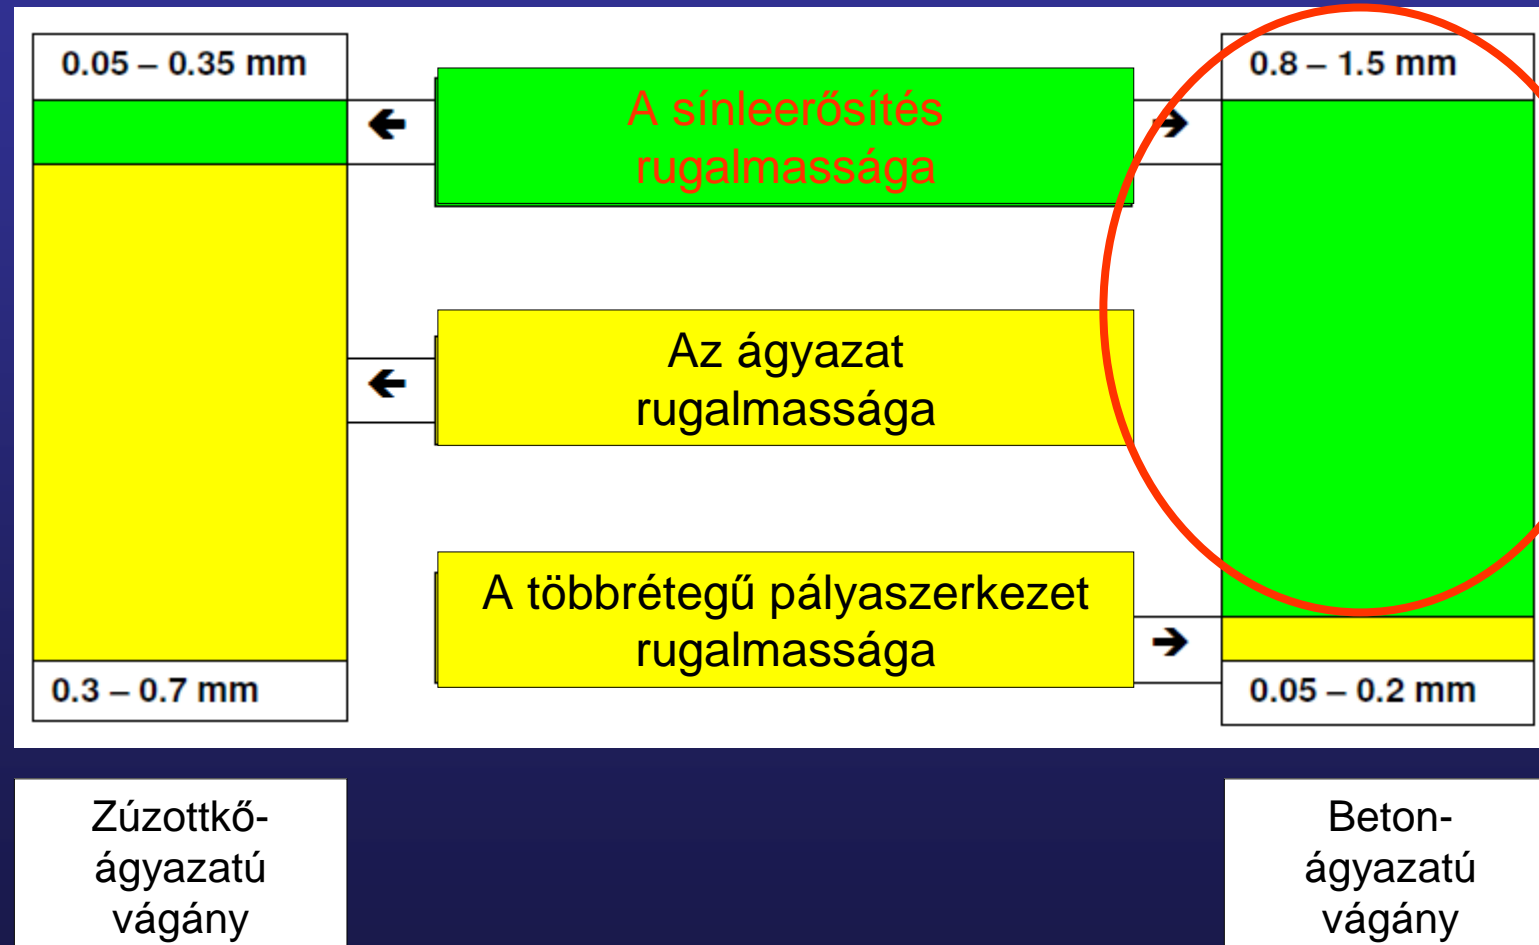 0.05 – 0.35 mm
A sínleerősítés
rugalmassága
0.8 – 1.5 mm
Az ágyazat
rugalmassága
A többrétegű pályaszerkezet
rugalmassága
0.3 – 0.7 mm
0.05 – 0.2 mm
Zúzottkő-
ágyazatú
vágány
Beton-
ágyazatú
vágány